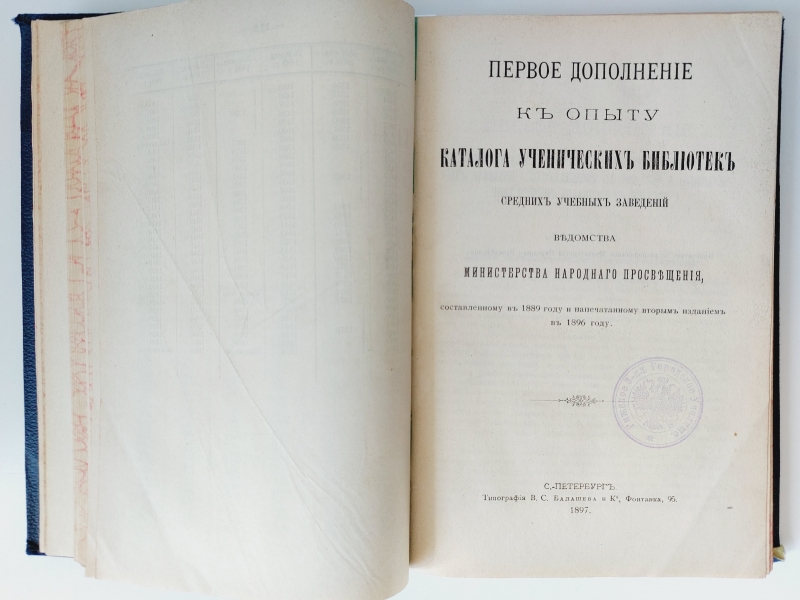 ПЕРВОЕ ДОПОЛНЕНІЕ
КЪ ОПЫТУ
КАТАЛОГА УЧЕНИЧЕСКИХЪ БИБЛІОТЕКЪ
СРЕДНИХЪ УЧЕБНЫХЪ ЗАВЕДЕНІЙ
ВѢДОМСТВА
МИНИСТЕРСТВА НАРОДНАГО ПРОСВѢЩЕНІЯ,
составленному въ 1889 году и напечатанному вторымъ изданіемъ
въ 1896 году.
С.-ПЕТЕРБУРГЪ
Типографія В. С. БАЛАШЕВА и Кº, Фонтанка, 95.
1897.